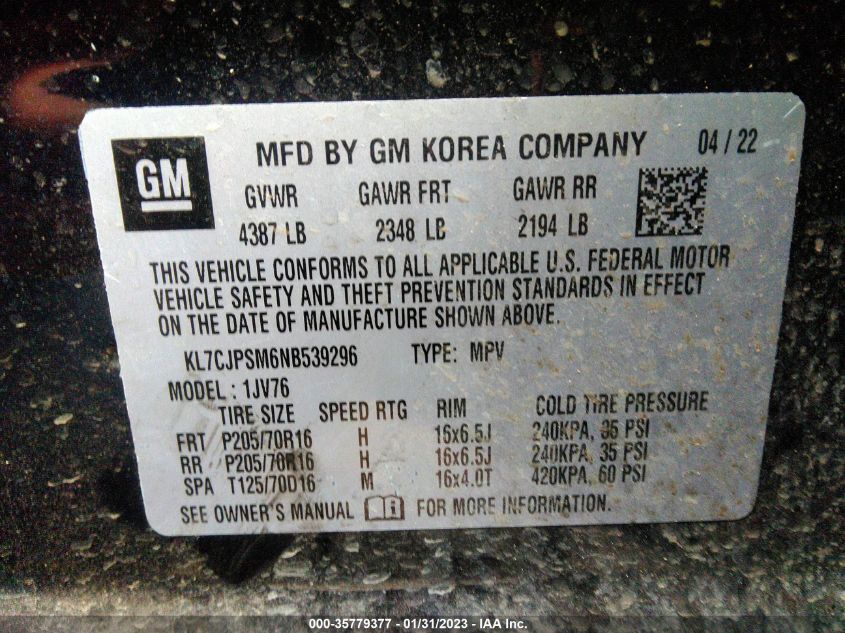 GM
MFD BY GM KOREA COMPANY 04 / 22
GVWR GAWR FRT GAWR RR
4387 LB 2348 LB 2194 LB
THIS VEHICLE CONFORMS TO ALL APPLICABLE U.S. FEDERAL MOTOR
VEHICLE SAFETY AND THEFT PREVENTION STANDARDS IN EFFECT
ON THE DATE OF MANUFACTURE SHOWN ABOVE.
KL7CJPSM6NB539296 TYPE: MPV
MODEL : 1JV76
TIRE SIZE SPEED RTG RIM COLD TIRE PRESSURE
FRT P205/70R16 H 16x6.5J 240KPA, 35 PSI
RR P205/70R16 H 16x6.5J 240KPA, 35 PSI
SPA T125/70D16 M 16x4.0T 420KPA, 60 PSI
SEE OWNER'S MANUAL i FOR MORE INFORMATION.
000-35779377 - 01/31/2023 - © IAA Inc.